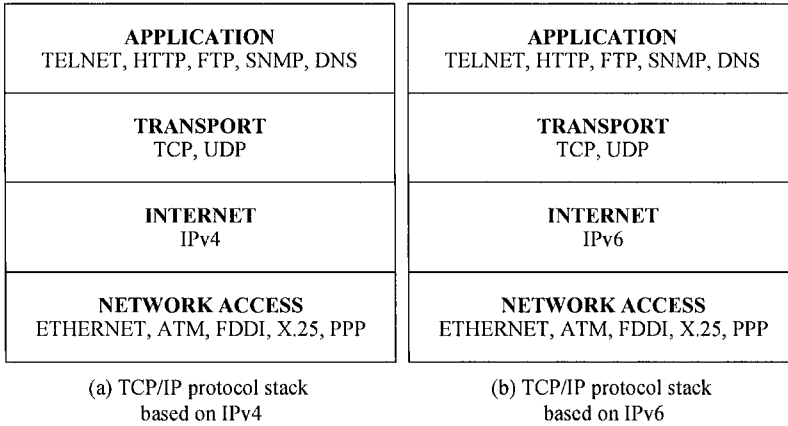 APPLICATION
TELNET, HTTP, FTP, SNMP, DNS
TRANSPORT
TCP, UDP
INTERNET
IPv4
NETWORK ACCESS
ETHERNET, ATM, FDDI, X.25, PPP
(a) TCP/IP protocol stack
based on IPv4
APPLICATION
TELNET, HTTP, FTP, SNMP, DNS
TRANSPORT
TCP, UDP
INTERNET
IPv6
NETWORK ACCESS
ETHERNET, ATM, FDDI, X.25, PPP
(b) TCP/IP protocol stack
based on IPv6